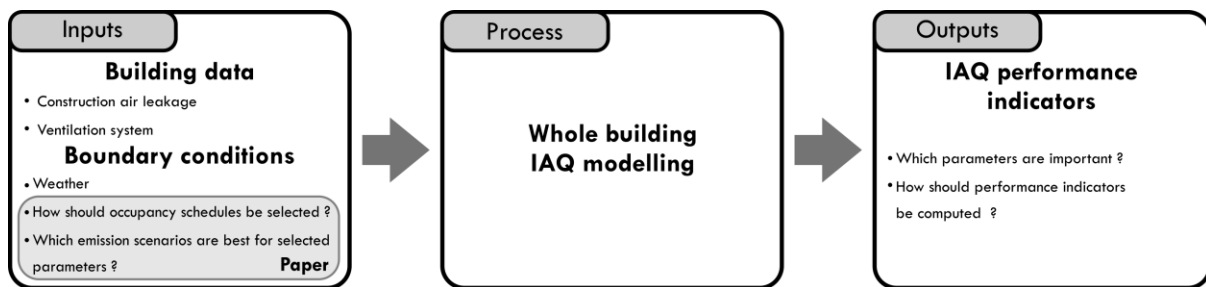 Inputs
Building data
• Construction air leakage
• Ventilation system
Boundary conditions
• Weather
• How should occupancy schedules be selected ?
• Which emission scenarios are best for selected
parameters ? Paper
Process
Whole building
IAQ modelling
Outputs
IAQ performance
indicators
• Which parameters are important ?
• How should performance indicators
be computed ?